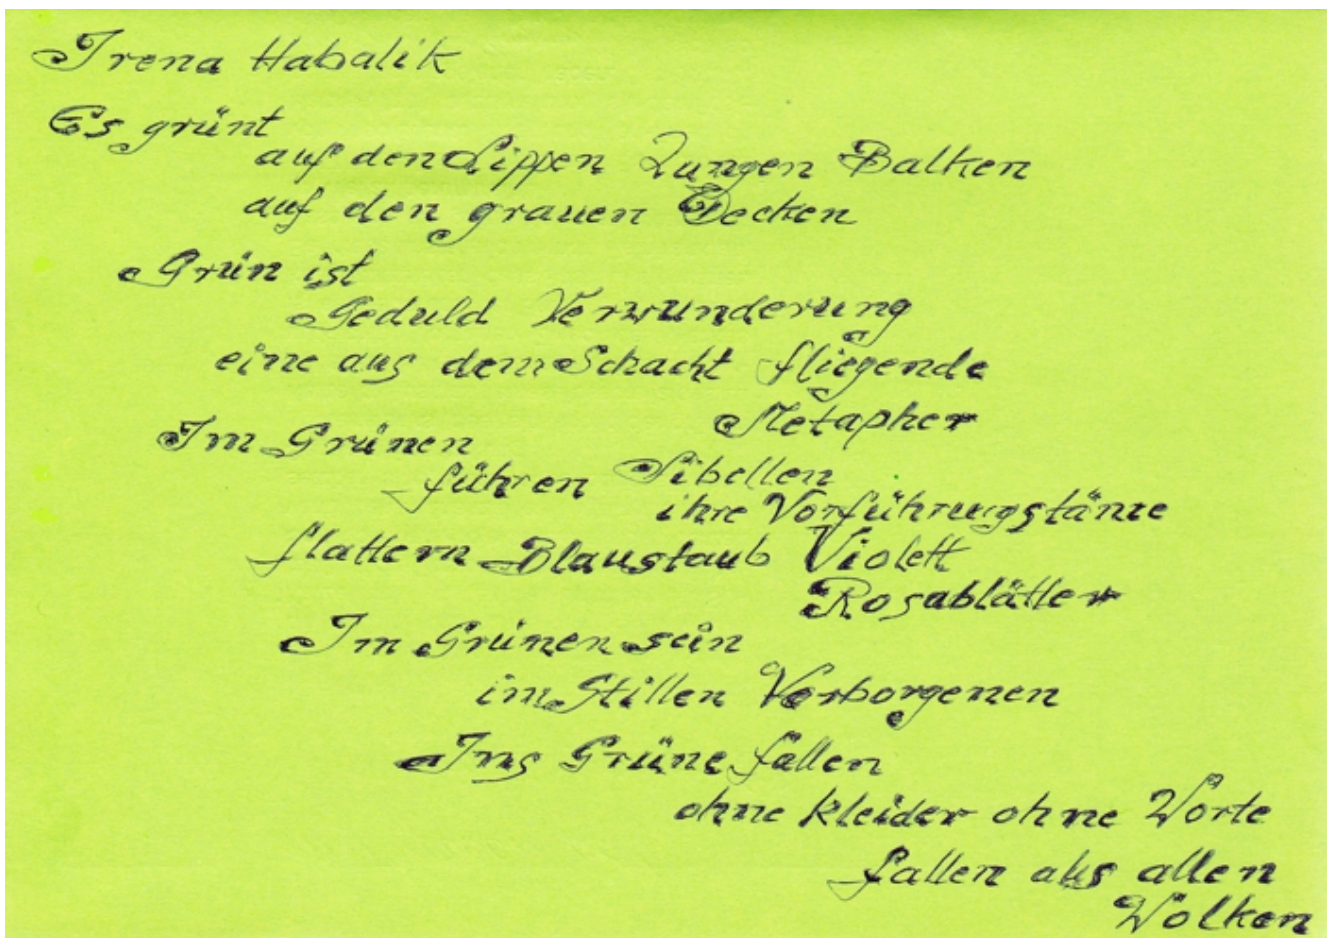 Irena Habalik
Es grünt
auf den Lippen Zungen Balken
auf den grauen Decken
Grün ist
Geduld Verwunderung
eine aus dem Schacht fliegende
Metapher
Im Grünen
führen Libellen
ihre Vorführungstänze
flattern Blaustaub Violett
Rosablätter
Im Grünen sein
im Stillen Verborgenen
Ins Grüne fallen
ohne Kleider ohne Worte
fallen aus allen
Wolken